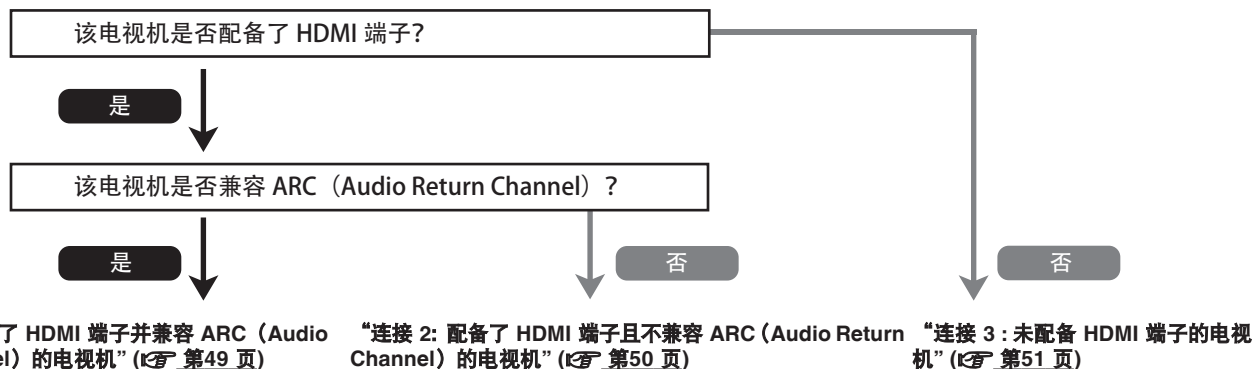 该电视机是否配备了 HDMI 端子?
是
该电视机是否兼容 ARC（Audio Return Channel）?
是
否
否
了 HDMI 端子并兼容 ARC（Audio
el）的电视机” (☞ 第49 页)
“连接 2: 配备了 HDMI 端子且不兼容 ARC（Audio Return
Channel）的电视机” (☞ 第50 页)
“连接 3 : 未配备 HDMI 端子的电视
机” (☞ 第51 页)